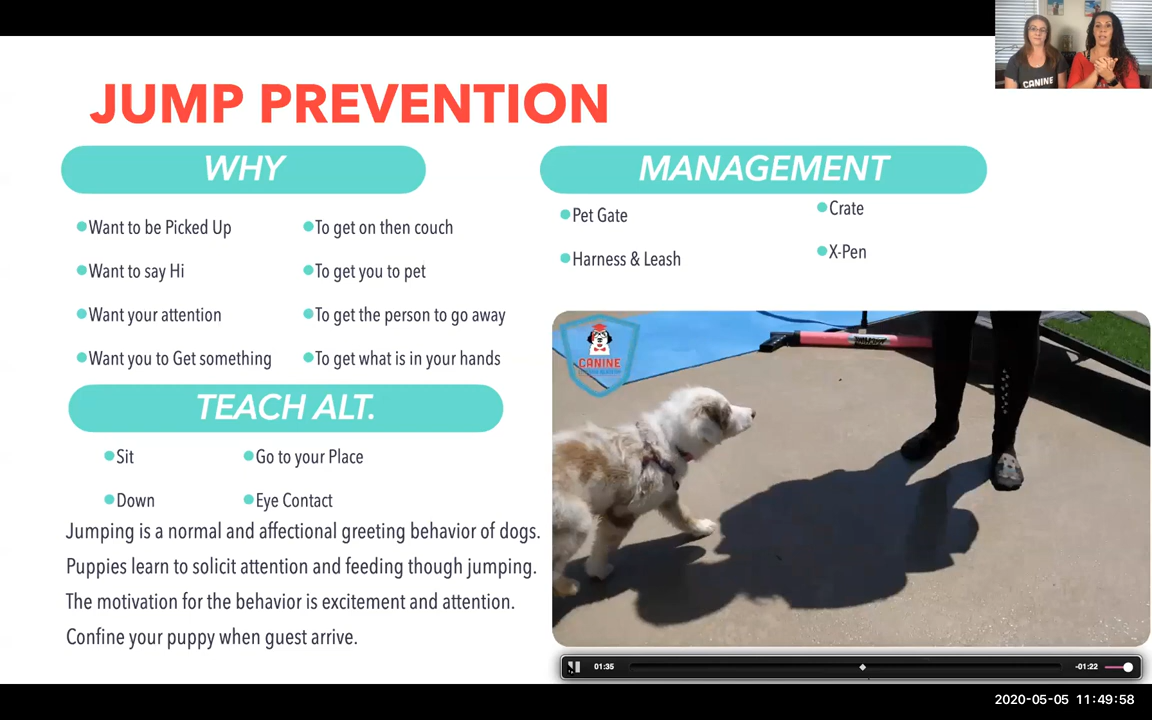 JUMP PREVENTION
WHY
Want to be Picked Up
To get on then couch
Want to say Hi
To get you to pet
Want your attention
To get the person to go away
Want you to Get something
To get what is in your hands
TEACH ALT.
Sit
Go to your Place
Down
Eye Contact
Jumping is a normal and affectional greeting behavior of dogs.
Puppies learn to solicit attention and feeding though jumping.
The motivation for the behavior is excitement and attention.
Confine your puppy when guest arrive.
MANAGEMENT
Pet Gate
Crate
Harness & Leash
X-Pen
CANINE
CANINE
01:35
-01:22
2020-05-05 11:49:58